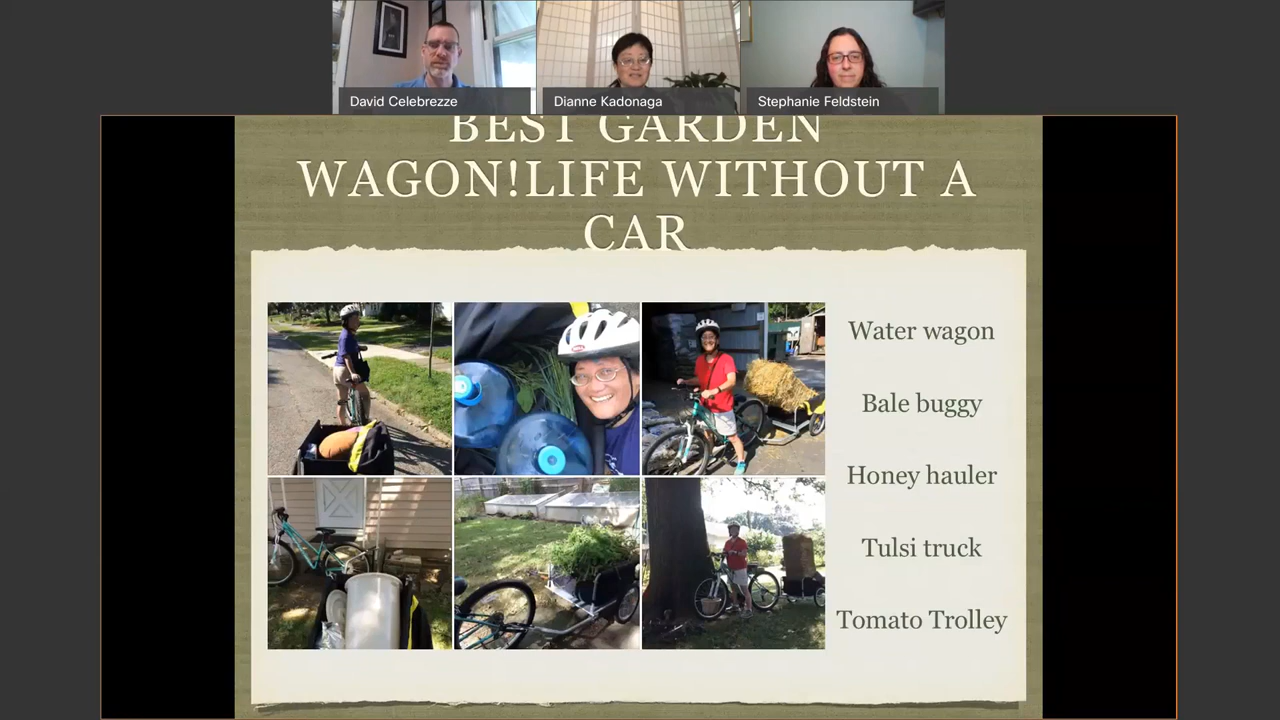 David Celebrezze
Dianne Kadonaga
Stephanie Feldstein
BEST GARDEN
WAGON!LIFE WITHOUT A
CAR
Water wagon
Bale buggy
Honey hauler
Tulsi truck
Tomato Trolley